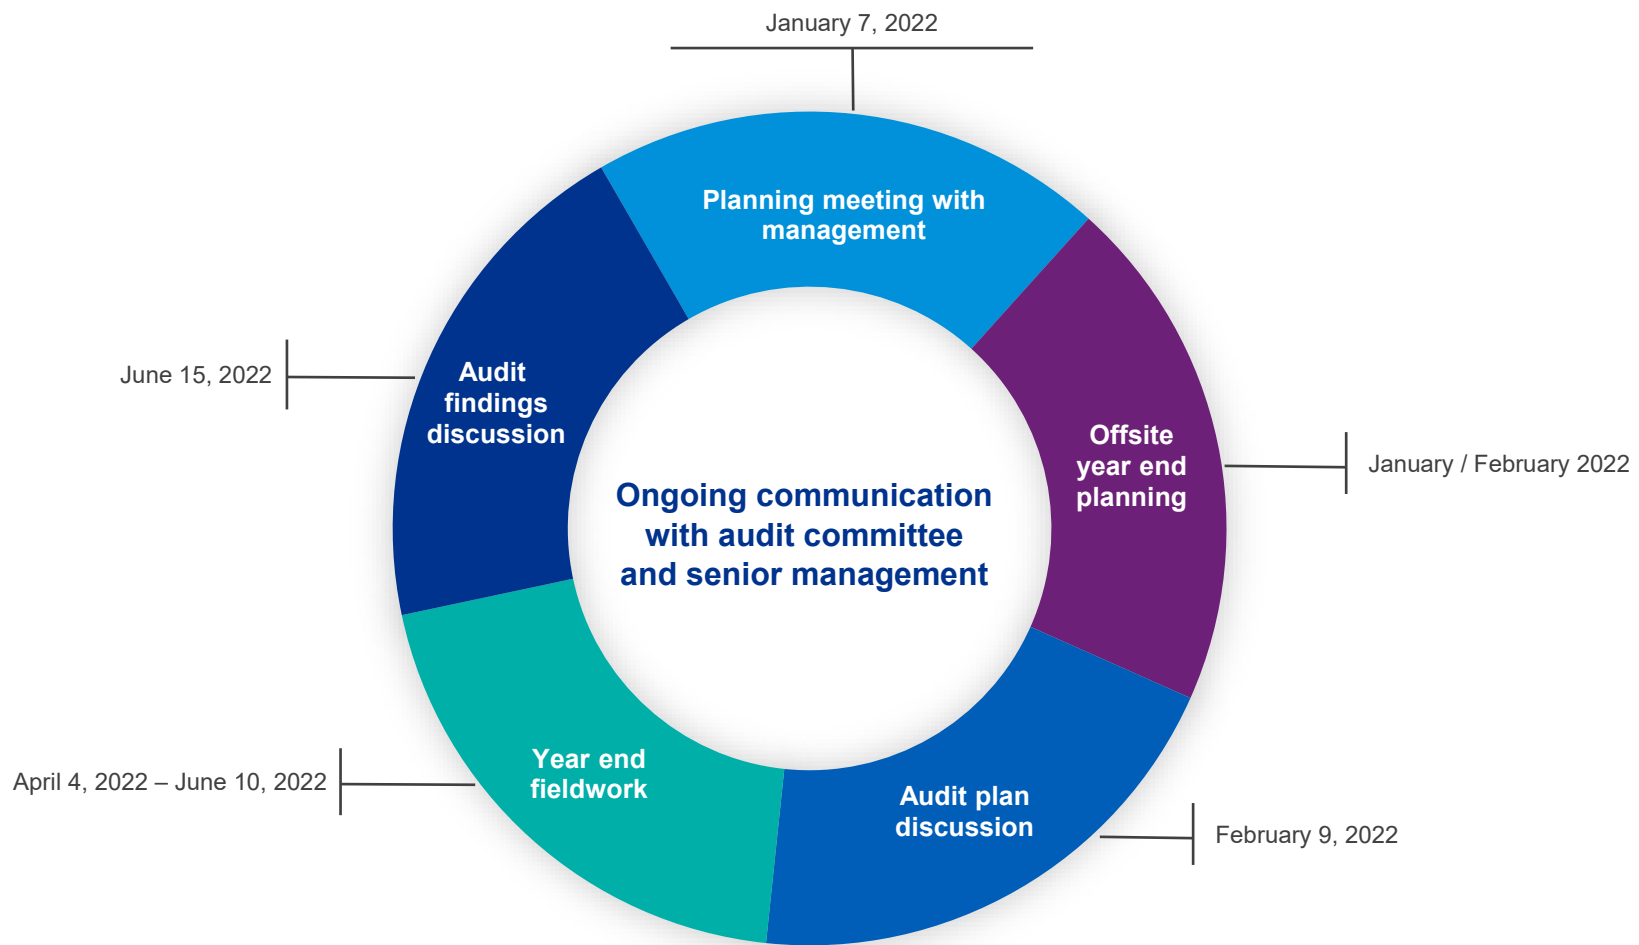 January 7, 2022
Planning meeting with
management
Offsite
year end
planning
January / February 2022
Audit plan
discussion
February 9, 2022
Year end
fieldwork
April 4, 2022 – June 10, 2022
Audit
findings
discussion
June 15, 2022
Ongoing communication
with audit committee
and senior management